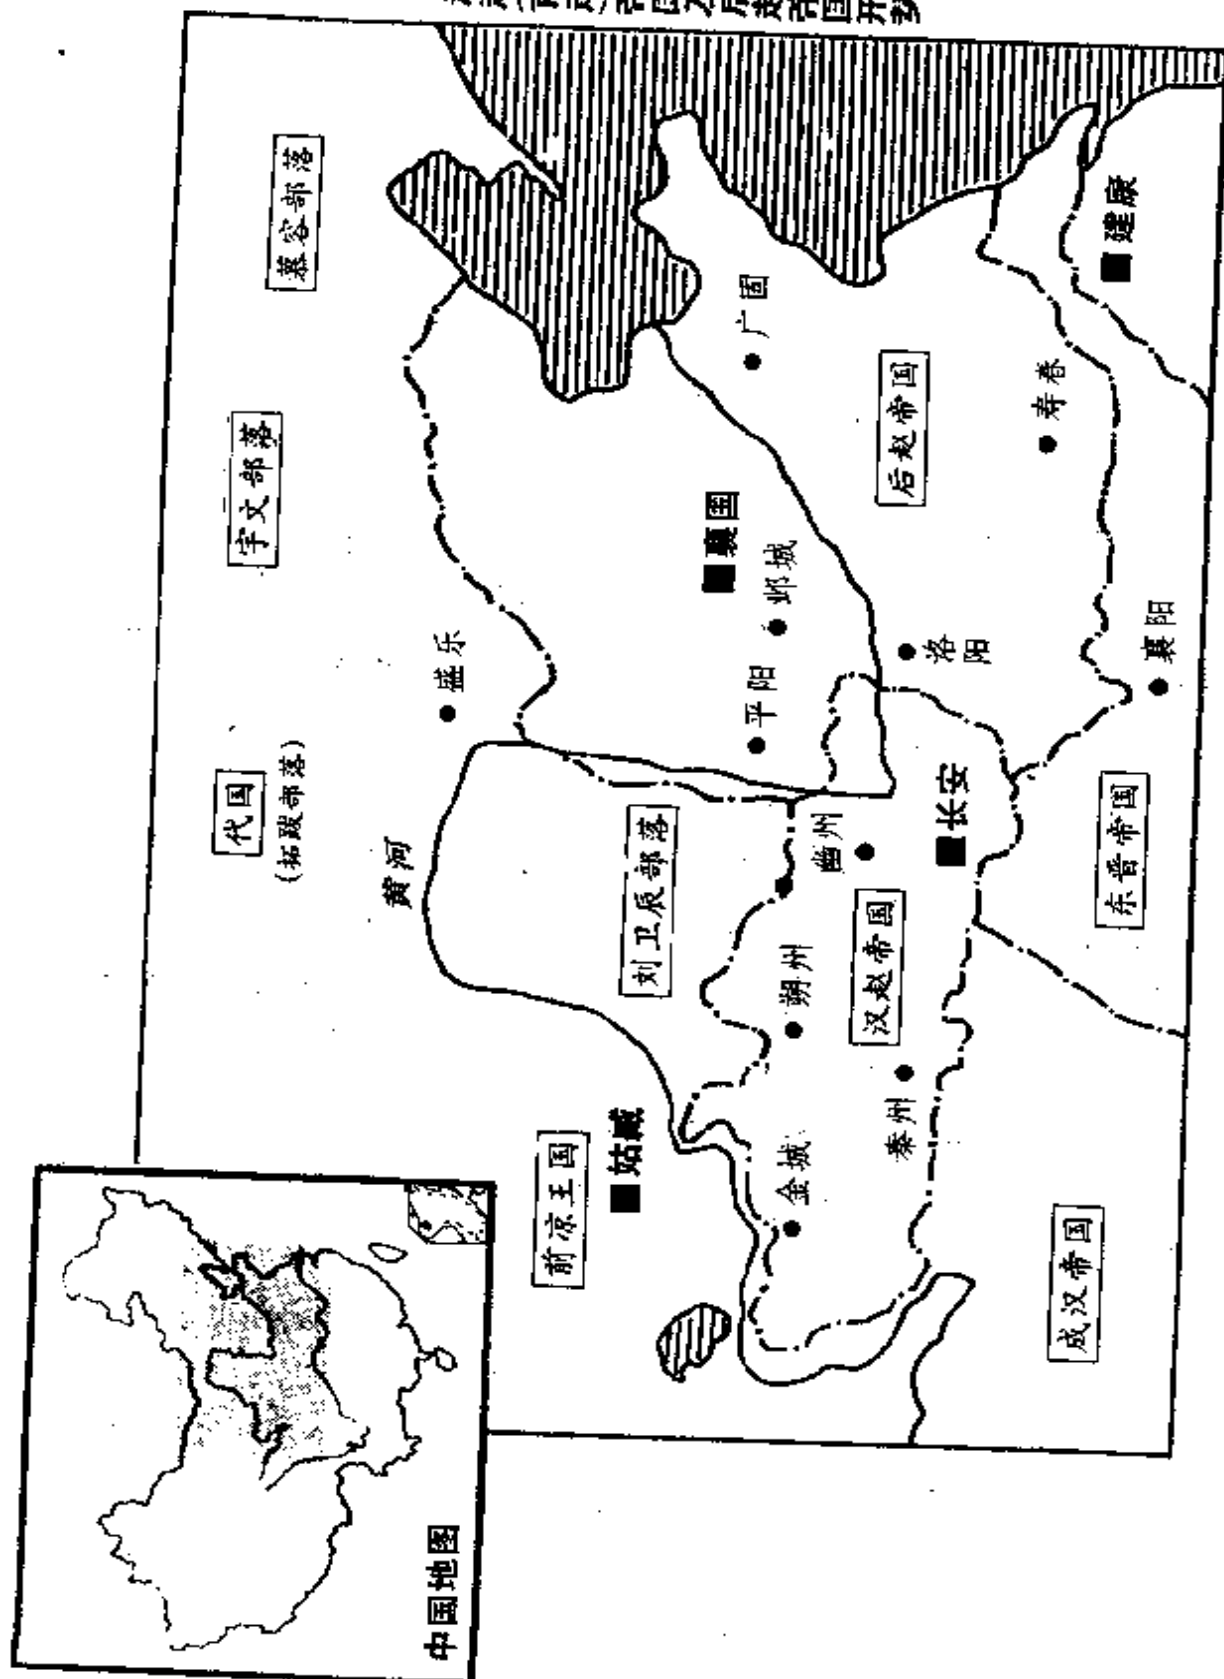 慕容部落
宇文部落
代国
(拓跋部落)
盛乐
黄河
广固
襄国
邺城
平阳
后赵帝国
寿春
建康
洛阳
襄阳
刘卫辰部落
幽州
长安
朔州
汉赵帝国
东晋帝国
前凉王国
姑臧
金城
秦州
成汉帝国
中国地图